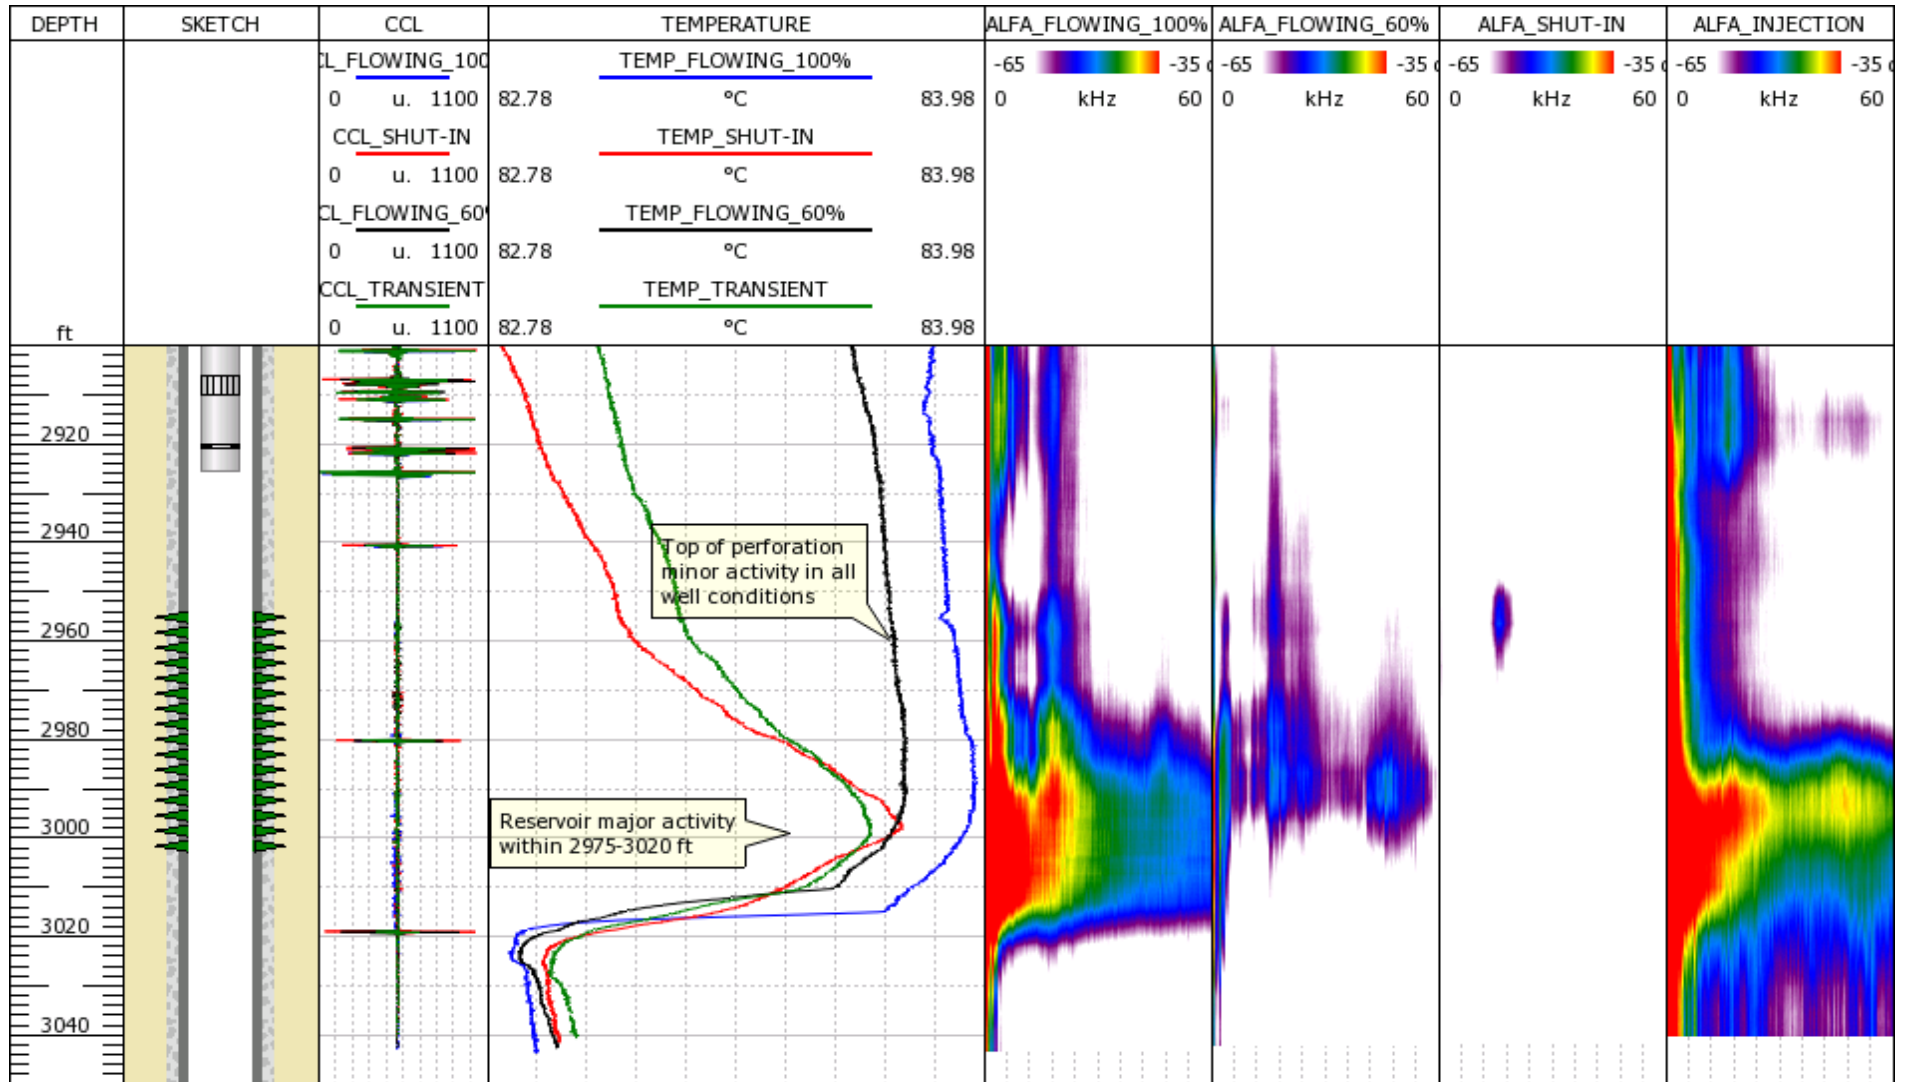 DEPTH SKETCH CCL TEMPERATURE ALFA_FLOWING_100% ALFA_FLOWING_60% ALFA_SHUT-IN ALFA_INJECTION
CL_FLOWING_100 TEMP_FLOWING_100% -65 -35 -65 -35 -65 -35 -65 -35
0 u. 1100 82.78 °C 83.98 0 kHz 60 0 kHz 60 0 kHz 60 0 kHz 60
CCL_SHUT-IN TEMP_SHUT-IN
0 u. 1100 82.78 °C 83.98
CL_FLOWING_60 TEMP_FLOWING_60%
0 u. 1100 82.78 °C 83.98
CCL_TRANSIENT TEMP_TRANSIENT
ft 0 u. 1100 82.78 °C 83.98
2920
2940
Top of perforation
minor activity in all
well conditions
2960
2980
3000
Reservoir major activity
within 2975-3020 ft
3020
3040